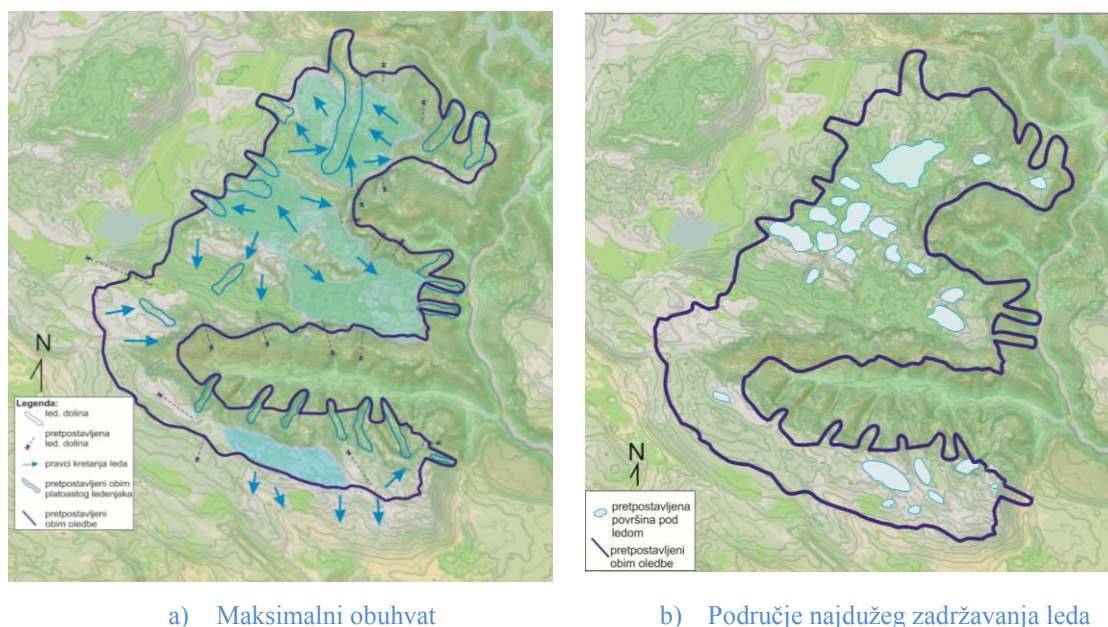 N
Legenda:
led. dolina
pretpostavljena
led. dolina
pravci kretanja leda
pretpostavljeni obim
platoastog ledenjaka
pretpostavljeni
obim oledbe
a) Maksimalni obuhvat
N
pretpostavljena
površina pod
ledom
pretpostavljeni
obim oledbe
b) Područje najdužeg zadržavanja leda